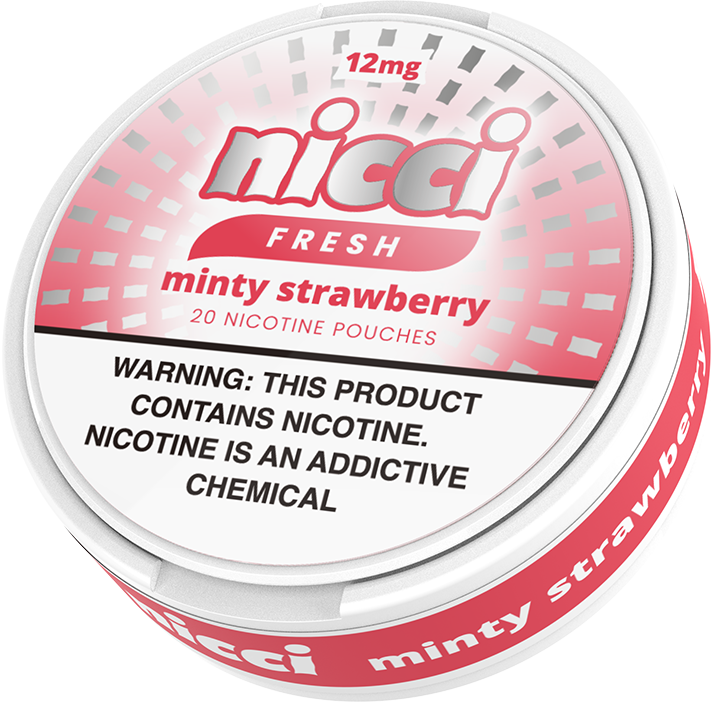 12mg
nicci
FRESH
minty strawberry
20 NICOTINE POUCHES
WARNING: THIS PRODUCT
CONTAINS NICOTINE.
NICOTINE IS AN ADDICTIVE
CHEMICAL
nicci minty strawberry